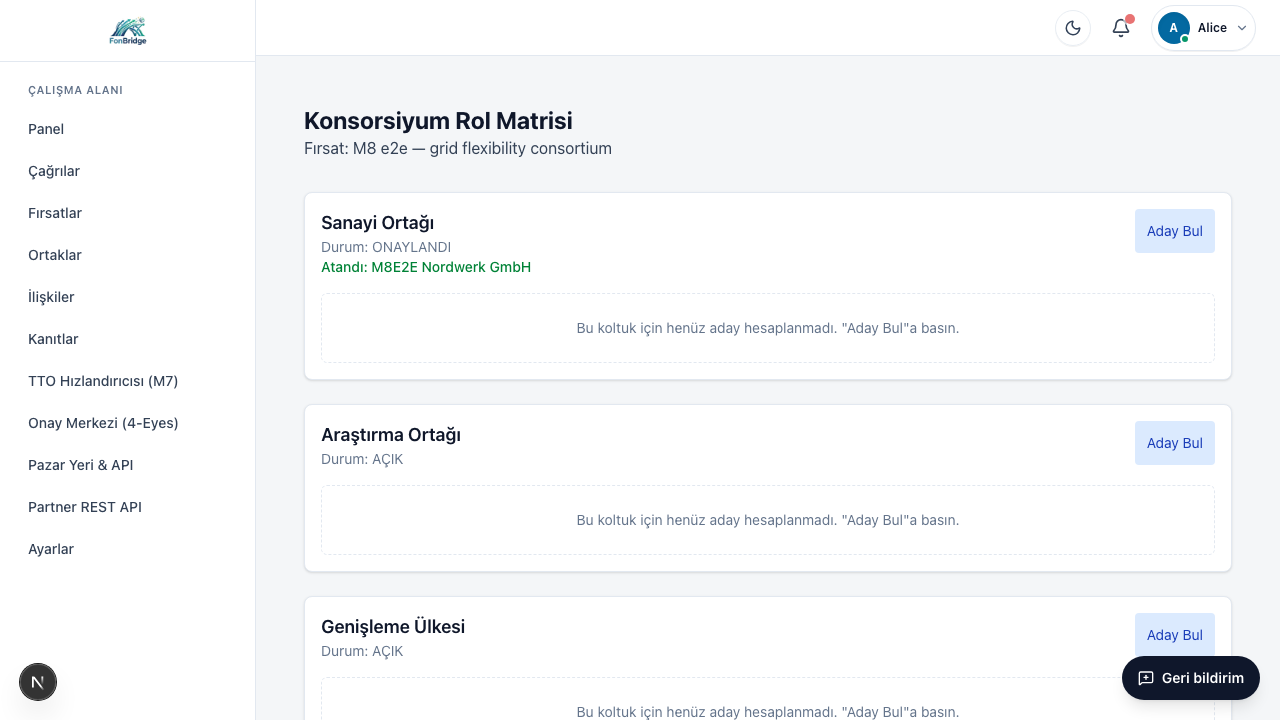 FonBridge
A
Alice
ÇALIŞMA ALANI
Panel
Çağrılar
Fırsatlar
Ortaklar
İlişkiler
Kanıtlar
TTO Hızlandırıcısı (M7)
Onay Merkezi (4-Eyes)
Pazar Yeri & API
Partner REST API
Ayarlar
N
Konsorsiyum Rol Matrisi
Fırsat: M8 e2e — grid flexibility consortium
Sanayi Ortağı
Aday Bul
Durum: ONAYLANDI
Atandı: M8E2E Nordwerk GmbH
Bu koltuk için henüz aday hesaplanmadı. "Aday Bul"a basın.
Araştırma Ortağı
Aday Bul
Durum: AÇIK
Bu koltuk için henüz aday hesaplanmadı. "Aday Bul"a basın.
Genişleme Ülkesi
Aday Bul
Durum: AÇIK
Geri bildirim
Bu koltuk için henüz aday hesaplanmadı. "Aday Bul"a basın.